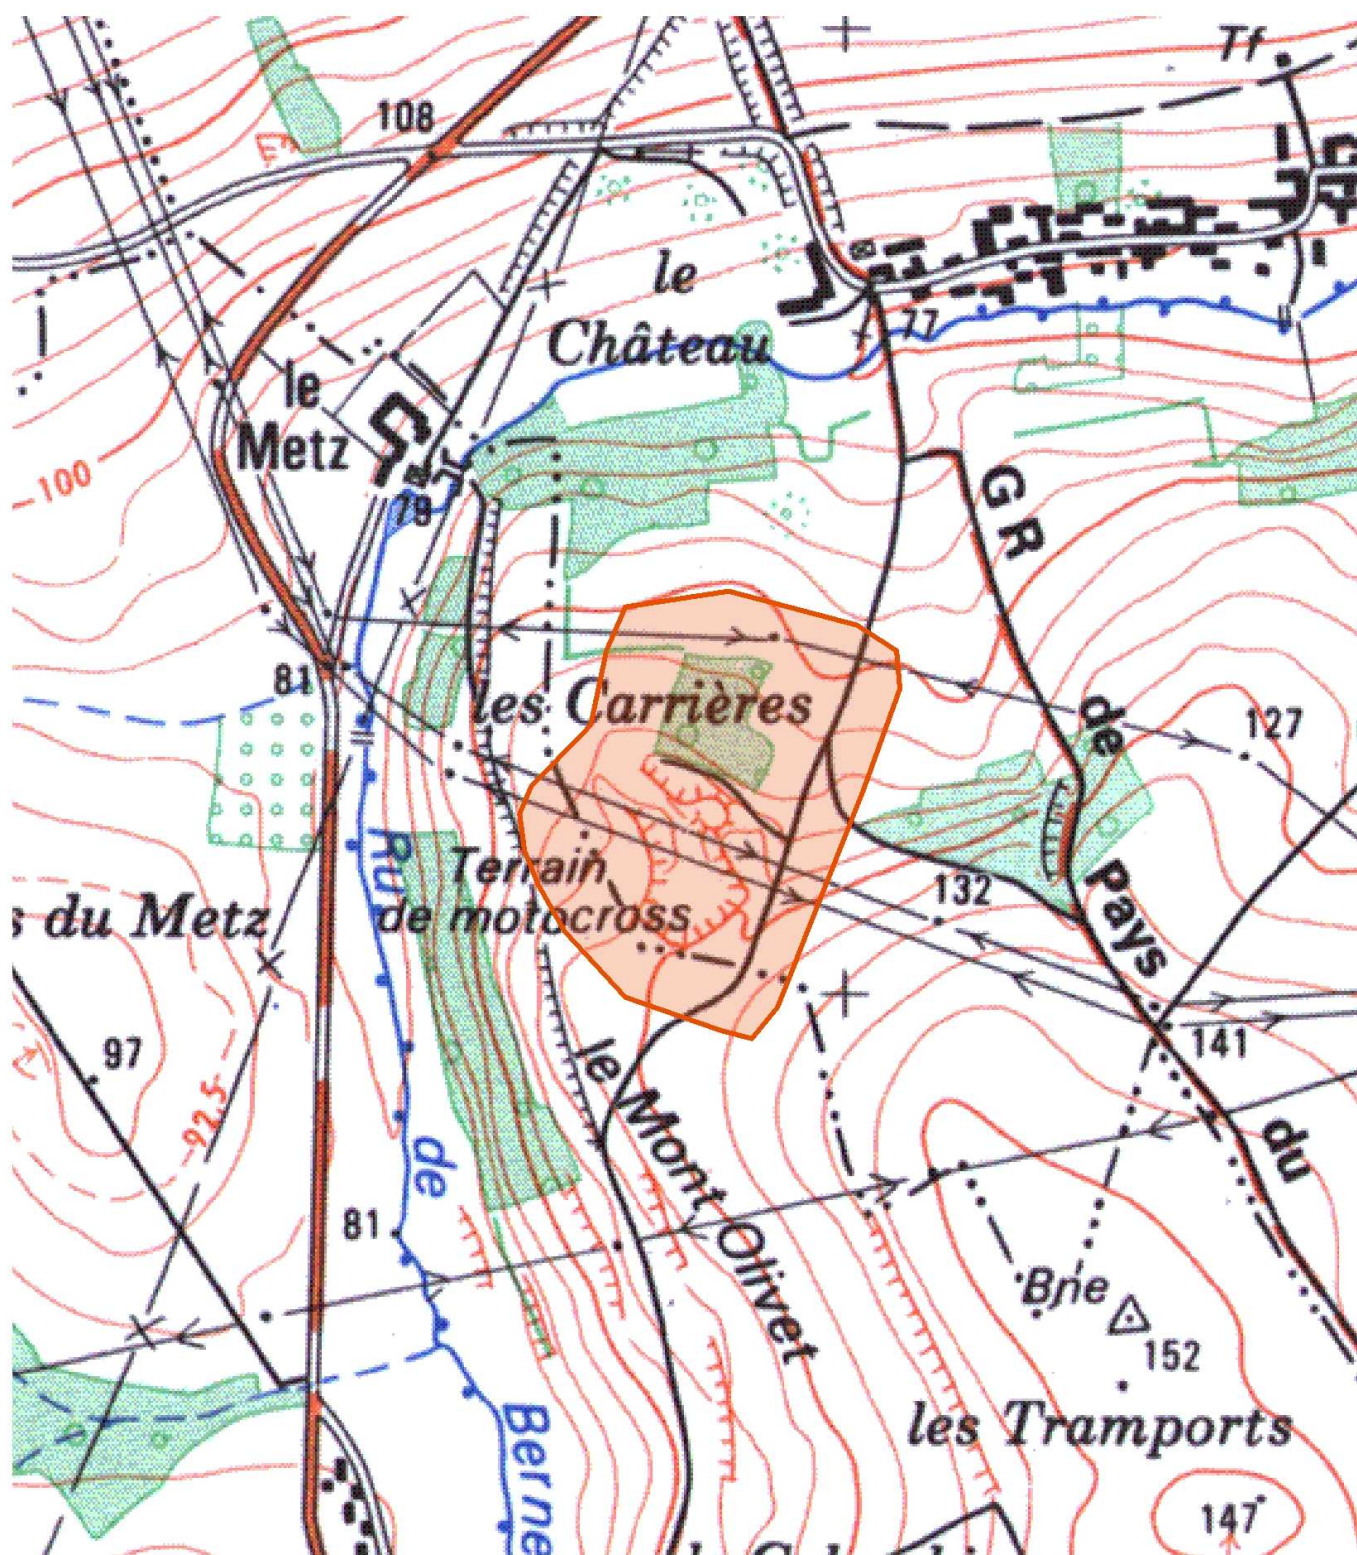 Tf
108
le
Château
77
le
Metz
100
79
GR
81
les Carrières
de
127
Ru
Terrain
de motocross
132
Pays
s du Metz
97
le Mont Olivet
141
92.5
de
du
81
Brie
152
les Tramports
Berne
147